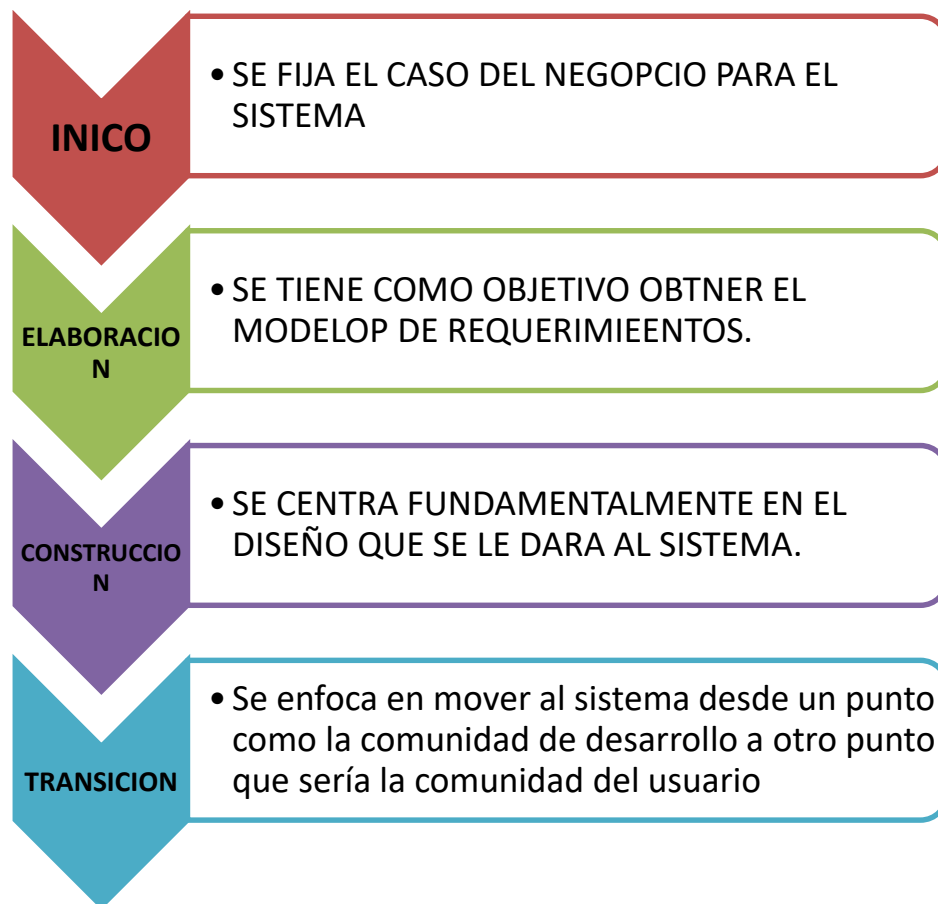 INICO
• SE FIJA EL CASO DEL NEGOPCIO PARA EL
SISTEMA
ELABORACIO
N
• SE TIENE COMO OBJETIVO OBTNER EL
MODELOP DE REQUERIMIEENTOS.
CONSTRUCCIO
N
• SE CENTRA FUNDAMENTALMENTE EN EL
DISEÑO QUE SE LE DARA AL SISTEMA.
TRANSICION
• Se enfoca en mover al sistema desde un punto
como la comunidad de desarrollo a otro punto
que sería la comunidad del usuario